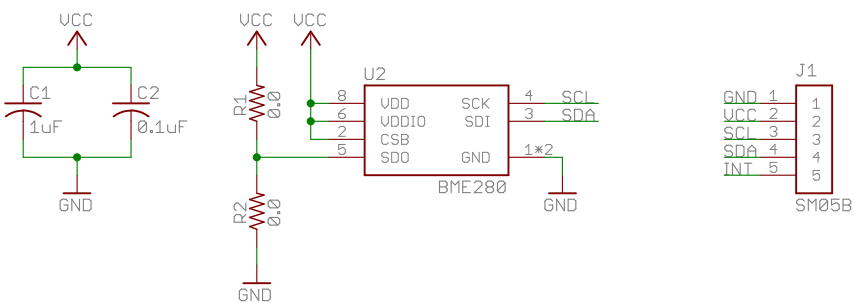 VCC
C1
1uF
C2
0.1uF
GND
VCC
R1
0.0
R2
0.0
GND
VCC
U2
8 VDD SCK 4 SCL
6 VDDIO SDI 3 SDA
2 CSB
5 SDO GND 1*2
BME280
GND
J1
GND 1 1
VCC 2 2
SCL 3 3
SDA 4 4
INT 5 5
SM05B